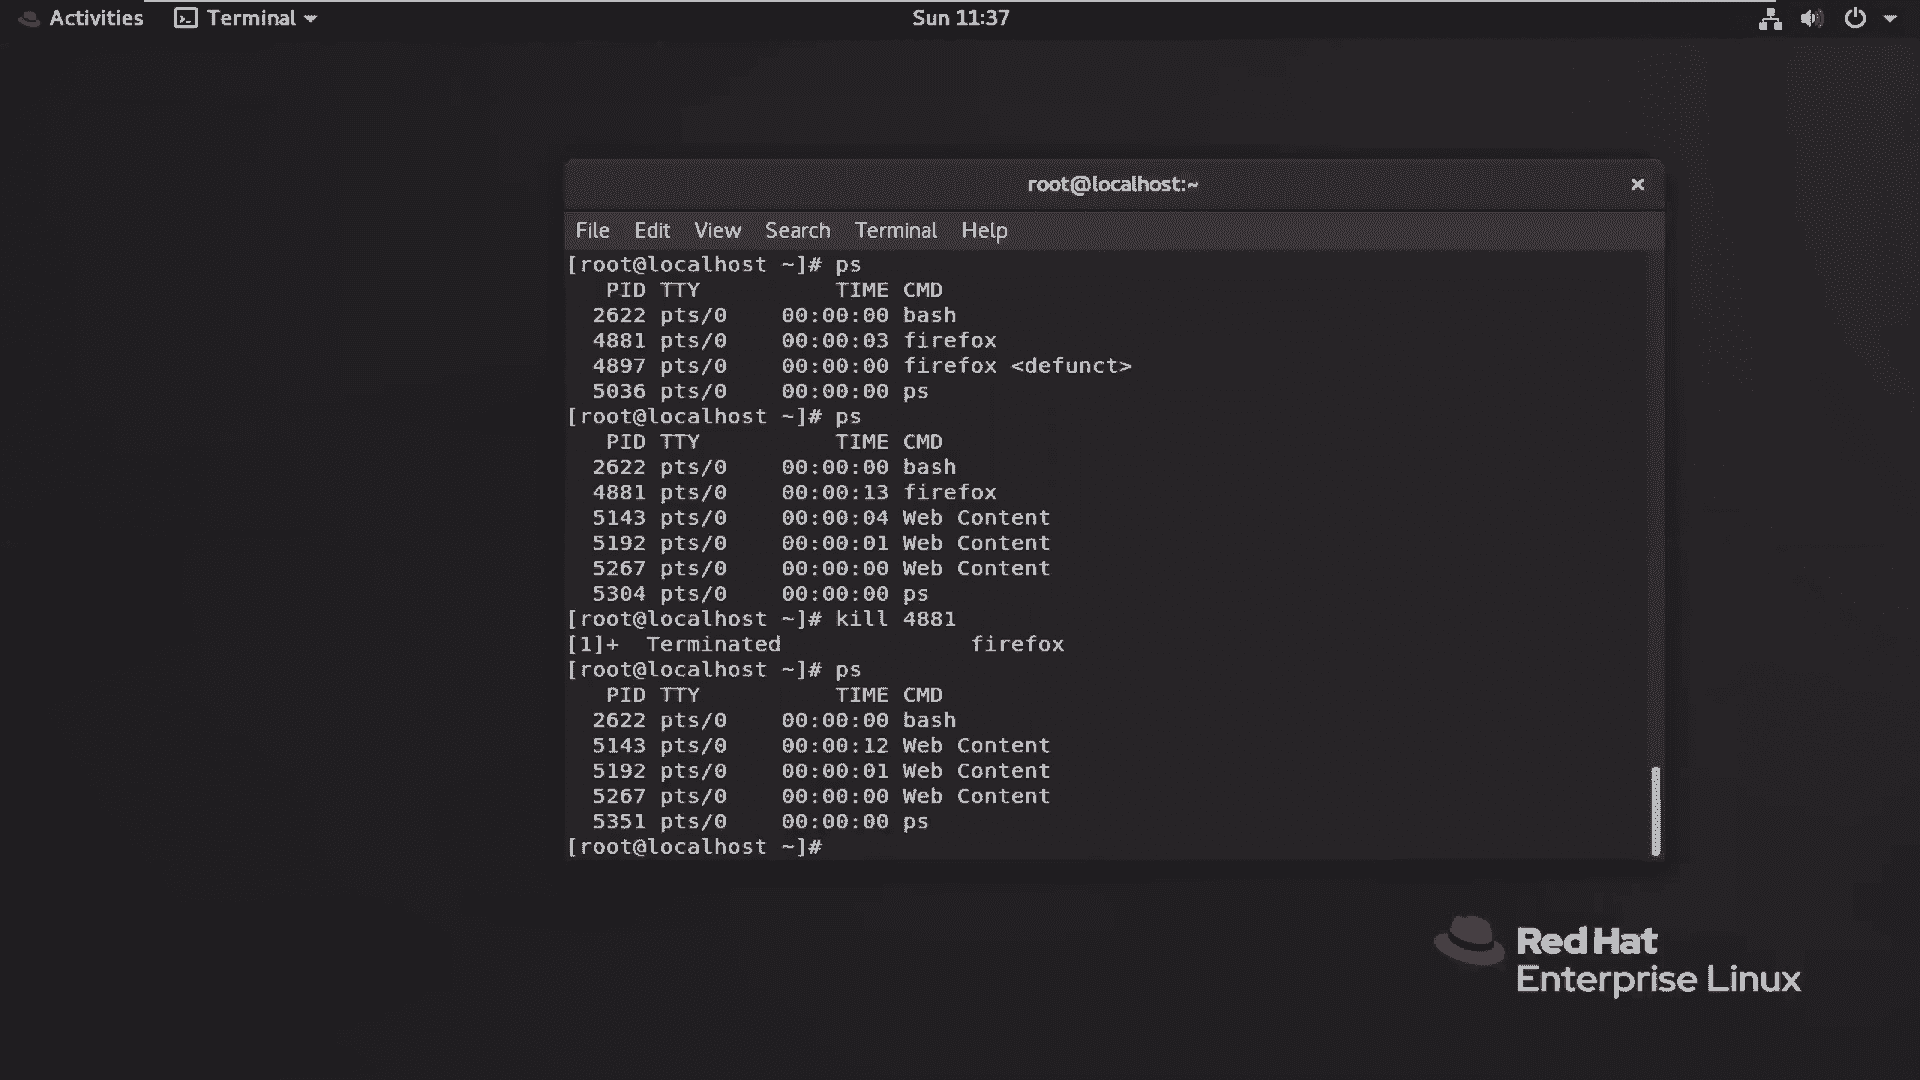 Activities Terminal Sun 11:37
root@localhost:~ ×
File Edit View Search Terminal Help
[root@localhost ~]# ps
PID TTY TIME CMD
2622 pts/0 00:00:00 bash
4881 pts/0 00:00:03 firefox
4897 pts/0 00:00:00 firefox <defunct>
5036 pts/0 00:00:00 ps
[root@localhost ~]# ps
PID TTY TIME CMD
2622 pts/0 00:00:00 bash
4881 pts/0 00:00:13 firefox
5143 pts/0 00:00:04 Web Content
5192 pts/0 00:00:01 Web Content
5267 pts/0 00:00:00 Web Content
5304 pts/0 00:00:00 ps
[root@localhost ~]# kill 4881
[1]+ Terminated firefox
[root@localhost ~]# ps
PID TTY TIME CMD
2622 pts/0 00:00:00 bash
5143 pts/0 00:00:12 Web Content
5192 pts/0 00:00:01 Web Content
5267 pts/0 00:00:00 Web Content
5351 pts/0 00:00:00 ps
[root@localhost ~]#
Red Hat
Enterprise Linux